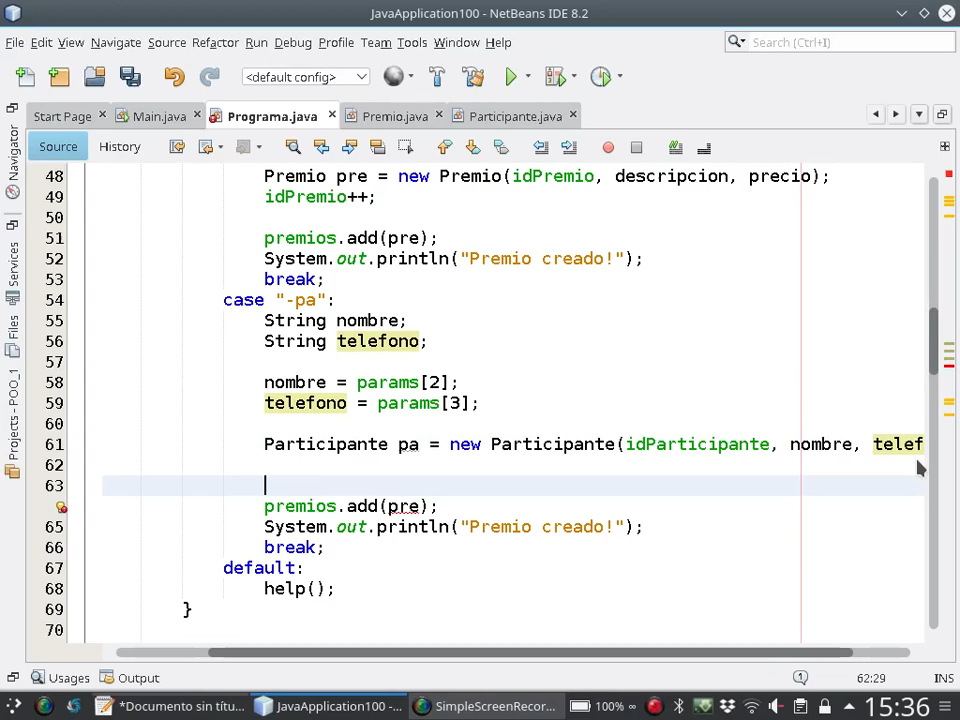 JavaApplication100 - NetBeans IDE 8.2
File Edit View Navigate Source Refactor Run Debug Profile Team Tools Window Help
Search (Ctrl+I)
<default config>
Start Page Main.java Programa.java Premio.java Participante.java
Source History
Navigator
Services
Files
Projects - POO_1
48 Premio pre = new Premio(idPremio, descripcion, precio);
49 idPremio++;
50
51 premios.add(pre);
52 System.out.println("Premio creado!");
53 break;
54 case "-pa":
55 String nombre;
56 String telefono;
57
58 nombre = params[2];
59 telefono = params[3];
60
61 Participante pa = new Participante(idParticipante, nombre, telef
62
63
premios.add(pre);
65 System.out.println("Premio creado!");
66 break;
67 default:
68 help();
69 }
70
Usages Output 1 62:29 INS
*Documento sin títu... JavaApplication100 -... SimpleScreenRecor... 100% ∞ 15:36